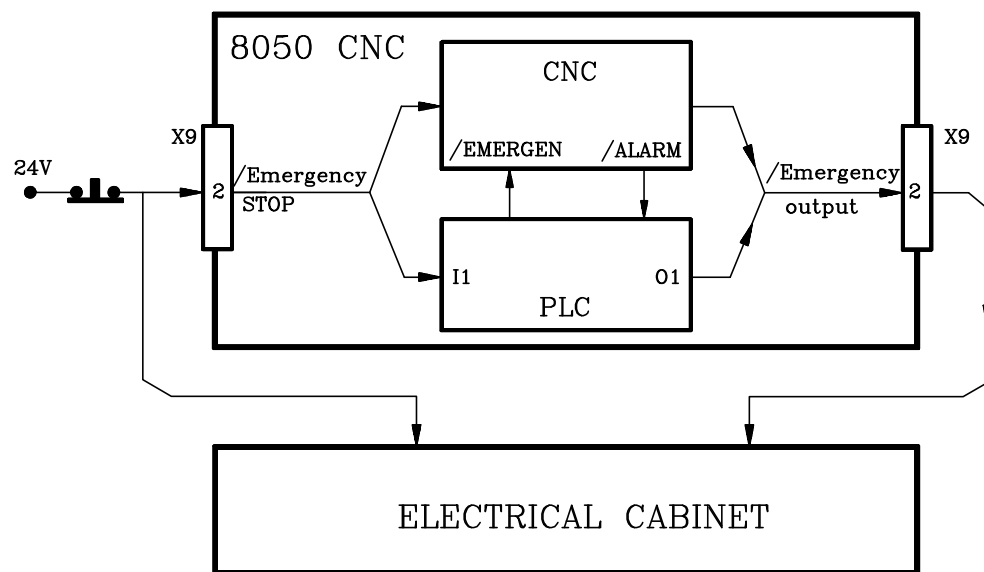 8050 CNC
CNC
X9
X9
/EMERGEN
/ALARM
24V
2
/Emergency
STOP
/Emergency
output
2
I1
O1
PLC
ELECTRICAL CABINET